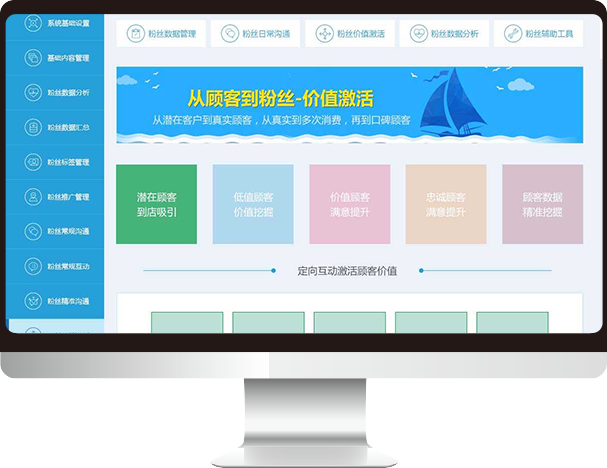 系统基础设置
基础内容管理
粉丝数据分析
粉丝数据汇总
粉丝标签管理
粉丝推广管理
粉丝常规沟通
粉丝常规互动
粉丝精准沟通
粉丝数据管理
粉丝日常沟通
粉丝价值激活
粉丝数据分析
粉丝辅助工具
从顾客到粉丝-价值激活
从潜在客户到真实顾客，从真实到多次消费，再到口碑顾客
潜在顾客
到店吸引
低值顾客
价值挖掘
价值顾客
满意提升
忠诚顾客
满意提升
顾客数据
精准挖掘
定向互动激活顾客价值